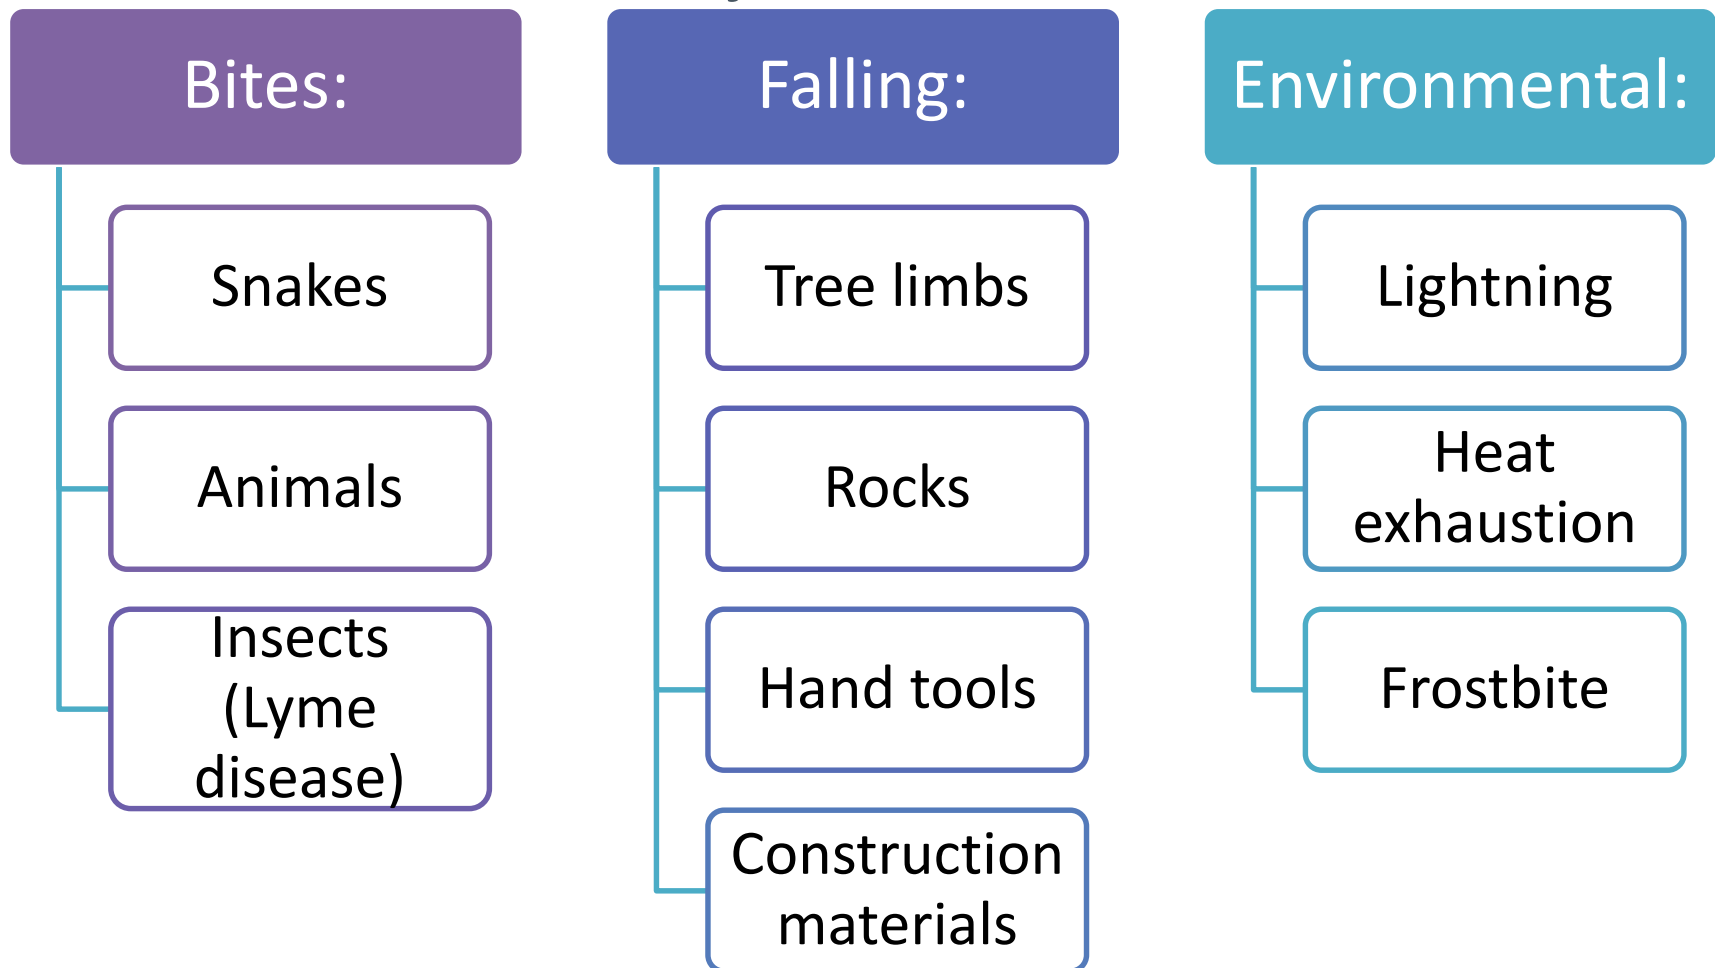 Bites:
Snakes
Animals
Insects
(Lyme
disease)
Falling:
Tree limbs
Rocks
Hand tools
Construction
materials
Environmental:
Lightning
Heat
exhaustion
Frostbite